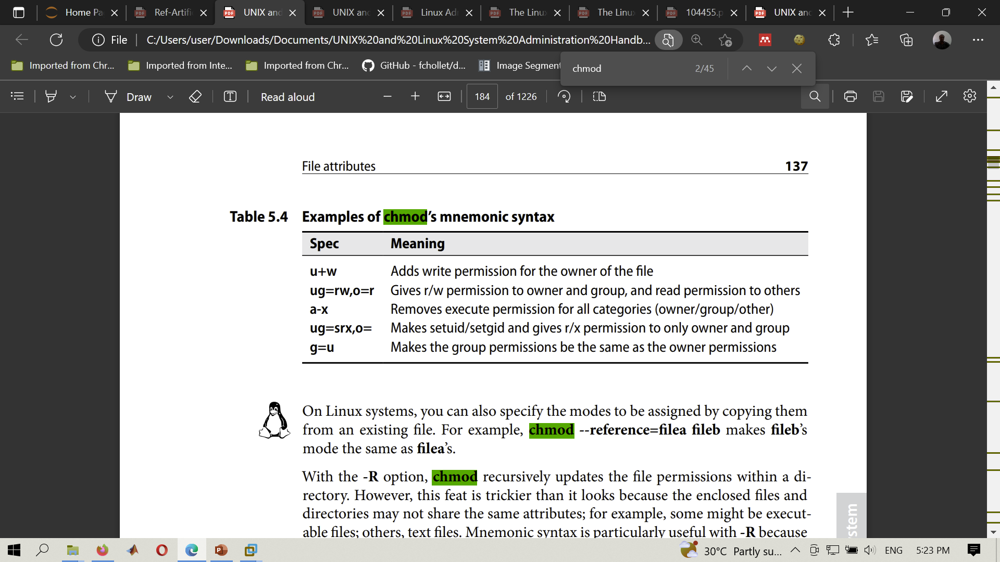 Home Pa
Ref-Artifi
UNIX and
UNIX and
Linux Ad
The Linu
The Linu
104455.p
UNIX and
File
C:/Users/user/Downloads/Documents/UNIX%20and%20Linux%20System%20Administration%20Handb...
Imported from Chr...
Imported from Inte...
Imported from Chr...
GitHub - fchollet/d...
Image Segment
chmod 2/45
Draw
Read aloud
184 of 1226
File attributes 137
Table 5.4 Examples of chmod's mnemonic syntax
Spec Meaning
u+w Adds write permission for the owner of the file
ug=rw,o=r Gives r/w permission to owner and group, and read permission to others
a-x Removes execute permission for all categories (owner/group/other)
ug=srx,o= Makes setuid/setgid and gives r/x permission to only owner and group
g=u Makes the group permissions be the same as the owner permissions
On Linux systems, you can also specify the modes to be assigned by copying them
from an existing file. For example, chmod --reference=filea fileb makes fileb's
mode the same as filea's.
With the -R option, chmod recursively updates the file permissions within a di-
rectory. However, this feat is trickier than it looks because the enclosed files and
directories may not share the same attributes; for example, some might be execut-
able files; others, text files. Mnemonic syntax is particularly useful with -R because
stem
30°C Partly su...
ENG
5:23 PM